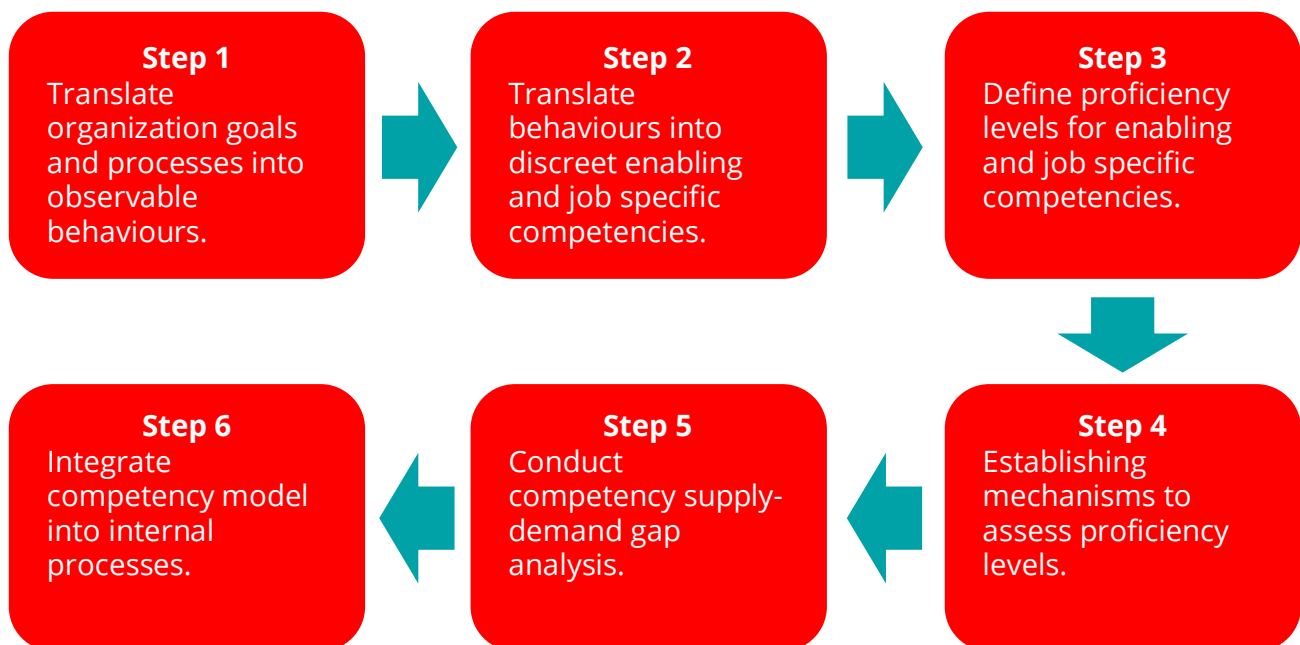 Step 1
Translate
organization goals
and processes into
observable
behaviours.
Step 2
Translate
behaviours into
discreet enabling
and job specific
competencies.
Step 3
Define proficiency
levels for enabling
and job specific
competencies.
Step 4
Establishing
mechanisms to
assess proficiency
levels.
Step 5
Conduct
competency supply-
demand gap
analysis.
Step 6
Integrate
competency model
into internal
processes.